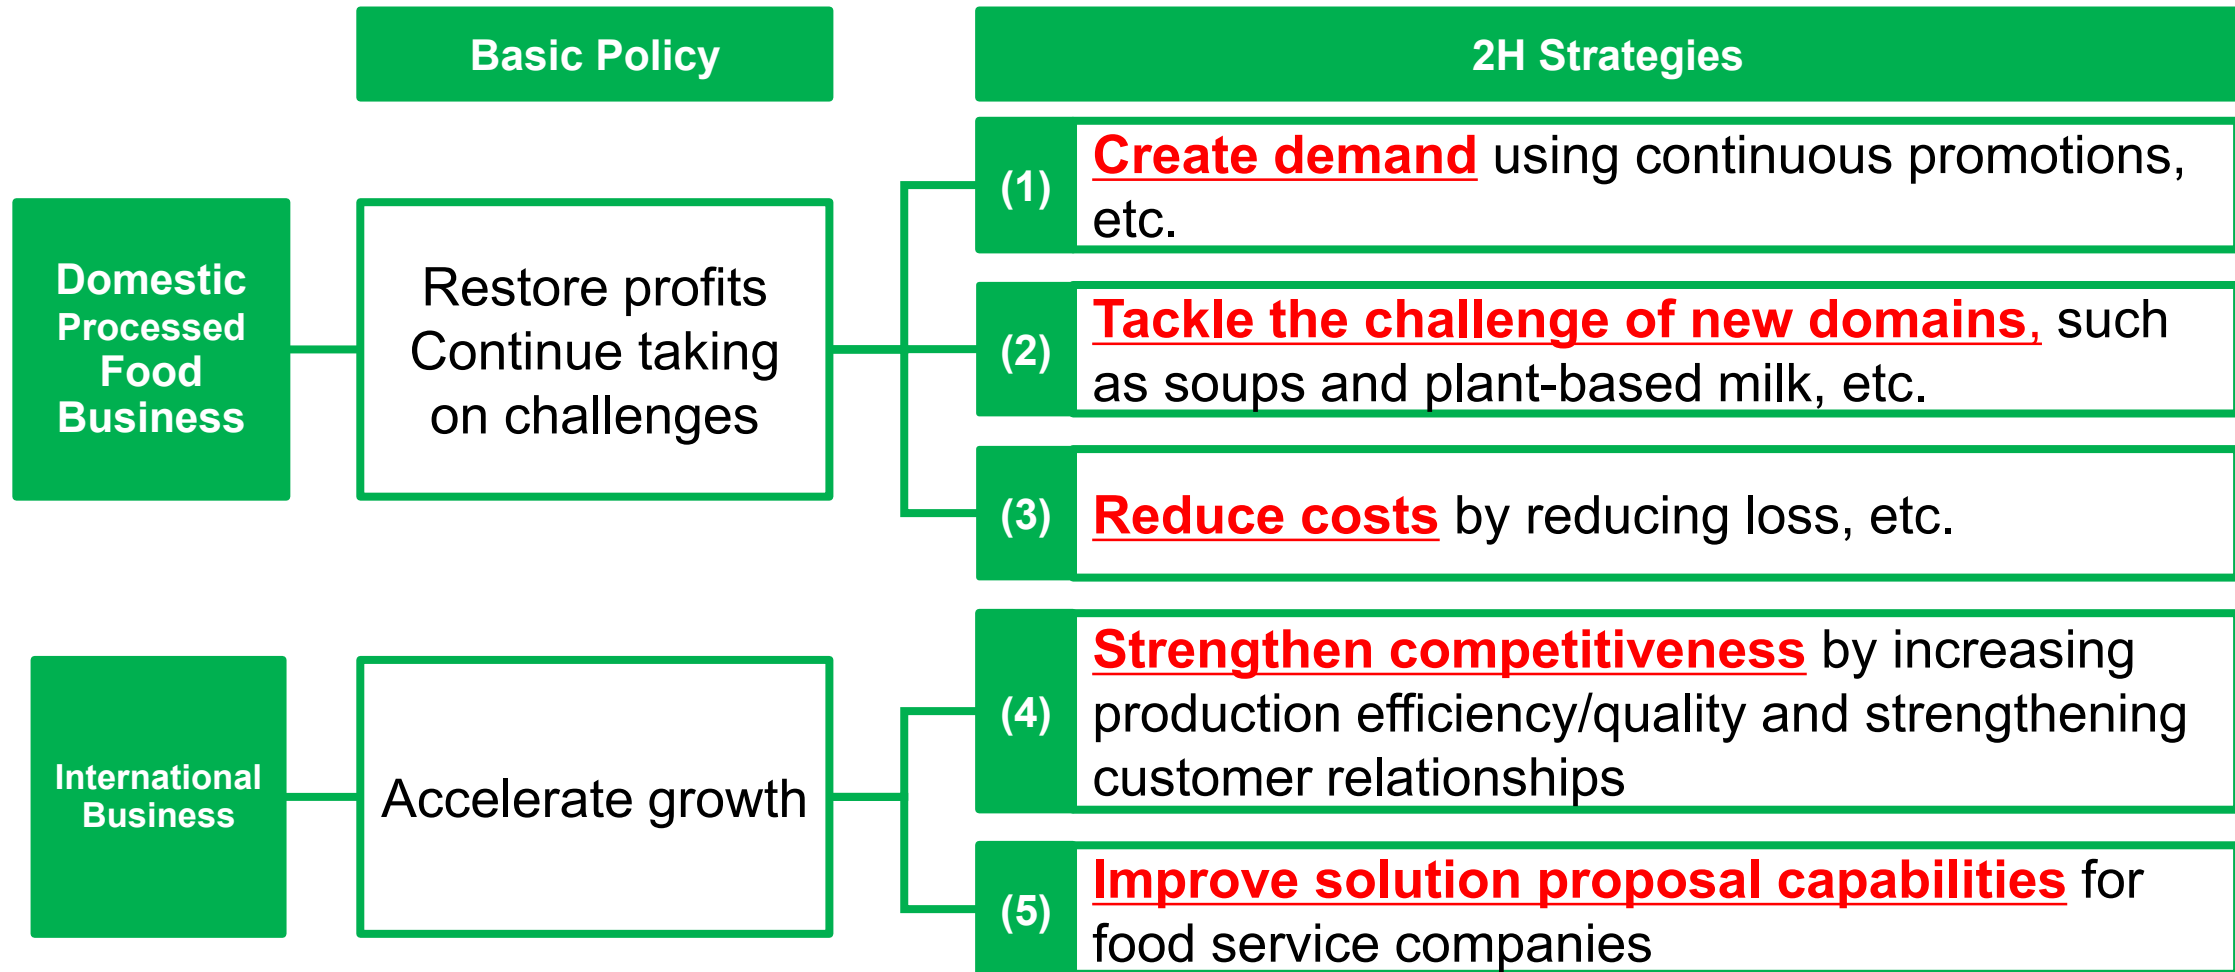 Basic Policy
2H Strategies
Domestic
Processed
Food
Business
Restore profits
Continue taking
on challenges
(1)
Create demand using continuous promotions,
etc.
(2)
Tackle the challenge of new domains, such
as soups and plant-based milk, etc.
(3)
Reduce costs by reducing loss, etc.
International
Business
Accelerate growth
(4)
Strengthen competitiveness by increasing
production efficiency/quality and strengthening
customer relationships
(5)
Improve solution proposal capabilities for
food service companies